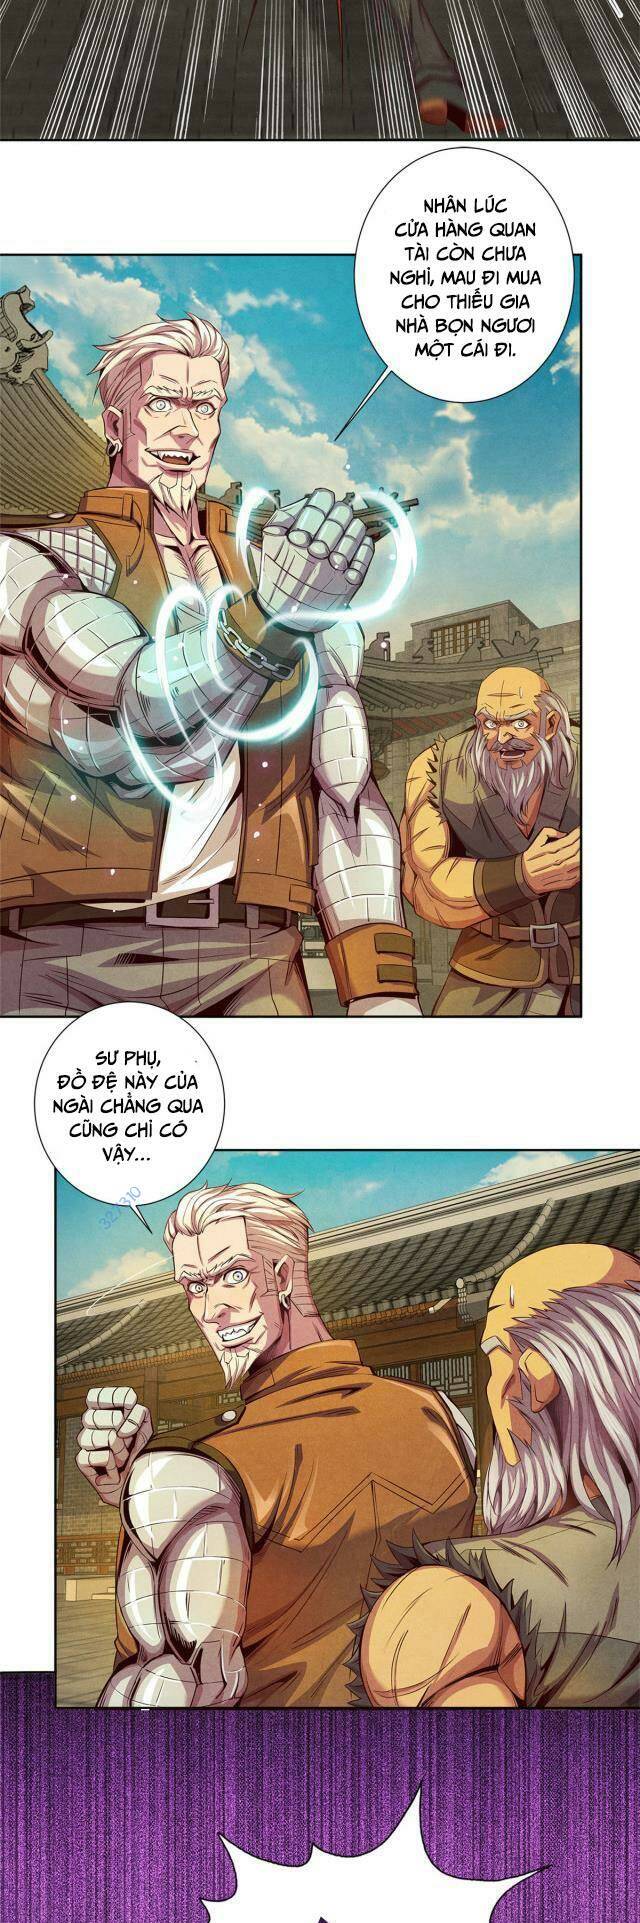 NHÂN LÚC
CỬA HÀNG QUAN
TÀI CÒN CHƯA
NGHỈ, MAU ĐI MUA
CHO THIẾU GIA
NHÀ BỌN NGƯƠI
MỘT CÁI ĐI.
SƯ PHỤ,
ĐỒ ĐỆ NÀY CỦA
NGÀI CHẲNG QUA
CŨNG CHỈ CÓ
VẬY...
327310